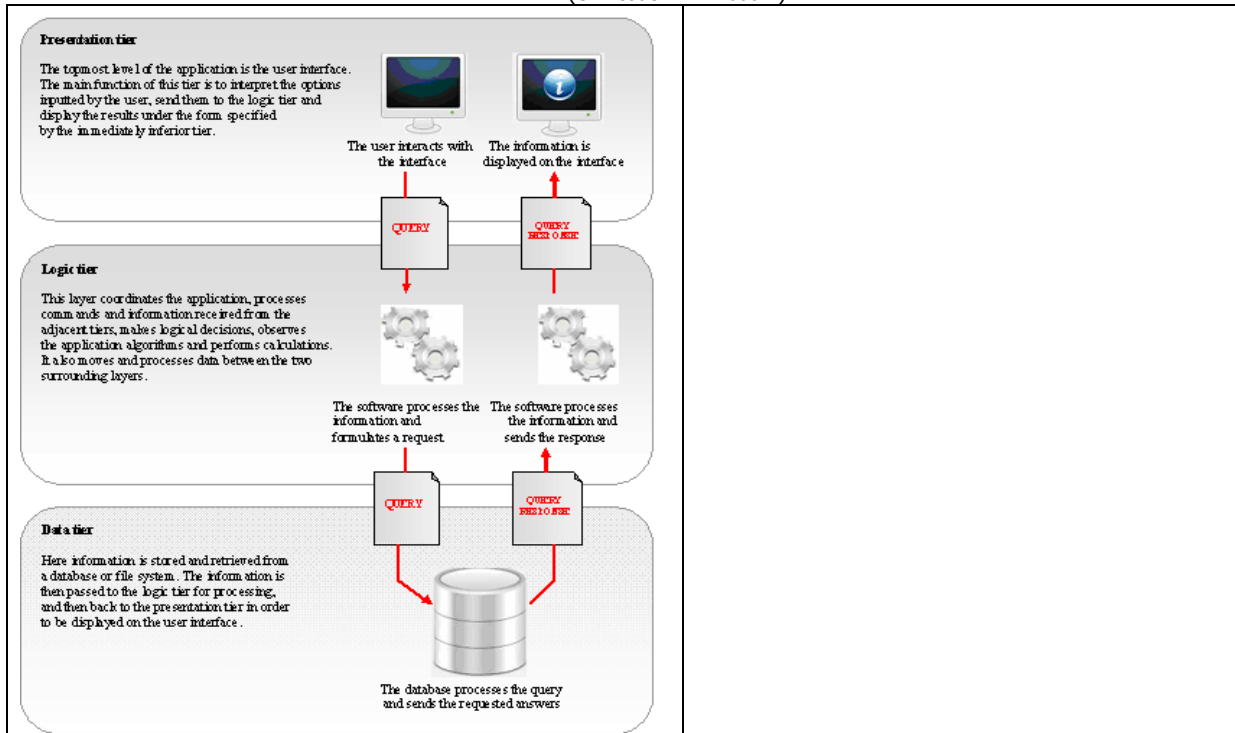 Presentation tier
The topmost level of the application is the user interface.
The main function of this tier is to interpret the options
inputted by the user, send them to the logic tier and
display the results under the form specified
by the immediately inferior tier.
The user interacts with
the interface
The information is
displayed on the interface
QUERY
QUERY
RESPONSE
Logic tier
This layer coordinates the application, processes
commands and information received from the
adjacent tiers, makes logical decisions, observes
the application algorithms and performs calculations.
It also moves and processes data between the two
surrounding layers.
The software processes the
information and
formulates a request
The software processes
the information and
sends the response
QUERY
QUERY
RESPONSE
Data tier
Here information is stored and retrieved from
a database or file system. The information is
then passed to the logic tier for processing,
and then back to the presentation tier in order
to be displayed on the user interface.
The database processes the query
and sends the requested answers